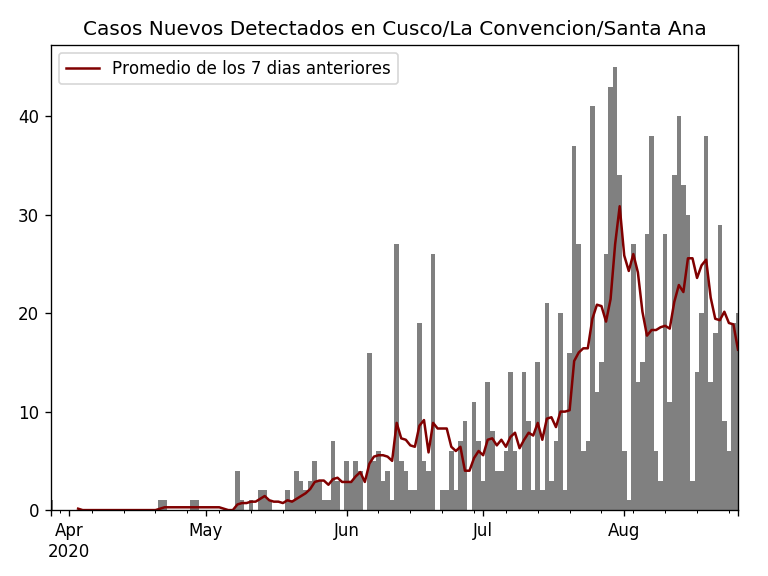 Casos Nuevos Detectados en Cusco/La Convencion/Santa Ana
Promedio de los 7 dias anteriores
40
30
20
10
0
Apr May Jun Jul Aug
2020